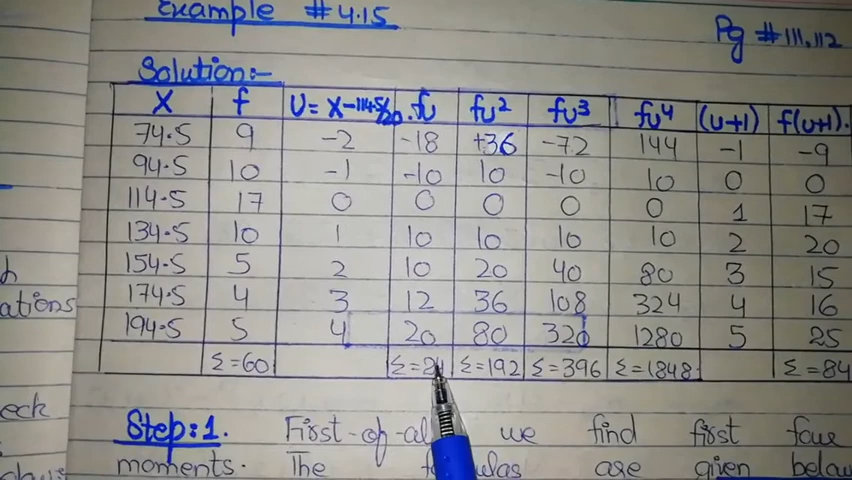 Example #4.15
Pg #111,112
Solution:-
X f U= X-114.5/20 fu fu² fu³ fu⁴ (u+1) f(u+1).
74.5 9 -2 -18 +36 -72 144 -1 -9
94.5 10 -1 -10 10 -10 10 0 0
114.5 17 0 0 0 0 0 1 17
134.5 10 1 10 10 10 10 2 20
154.5 5 2 10 20 40 80 3 15
174.5 4 3 12 36 108 324 4 16
194.5 5 4 20 80 320 1280 5 25
Σ=60 Σ=24 Σ=192 Σ=396 Σ=1848 Σ=84
ations
eck
Step:1. First-of-all we find first four
moments. The formulas are given below